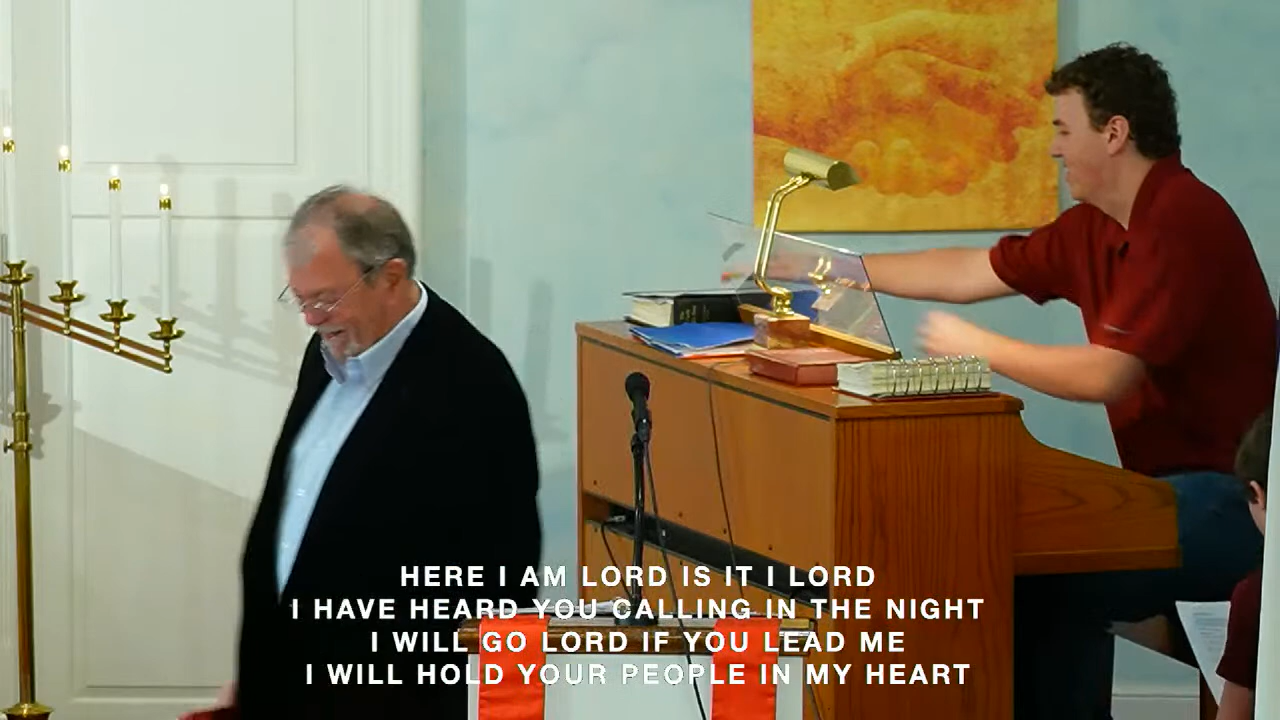 HERE I AM LORD IS IT I LORD
I HAVE HEARD YOU CALLING IN THE NIGHT
I WILL GO LORD IF YOU LEAD ME
I WILL HOLD YOUR PEOPLE IN MY HEART